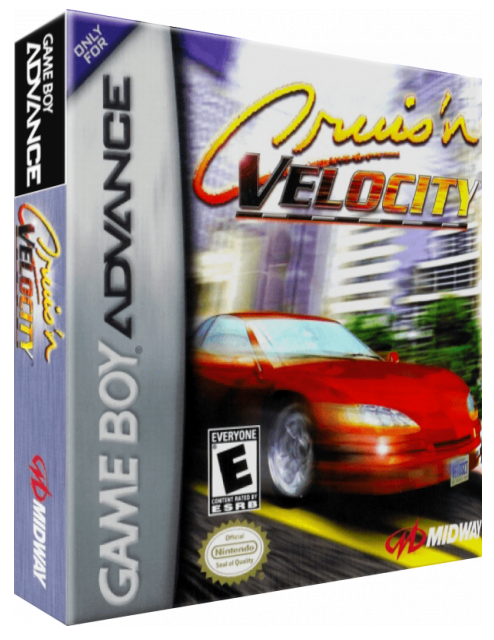 GAME BOY
ADVANCE
Cruis'n
VELOCITY
MIDWAY
ONLY
FOR
GAME BOY ADVANCE
Cruis'n
VELOCITY
EVERYONE
E
CONTENT RATED BY
ESRB
Official
Nintendo
Seal of Quality
MIDWAY